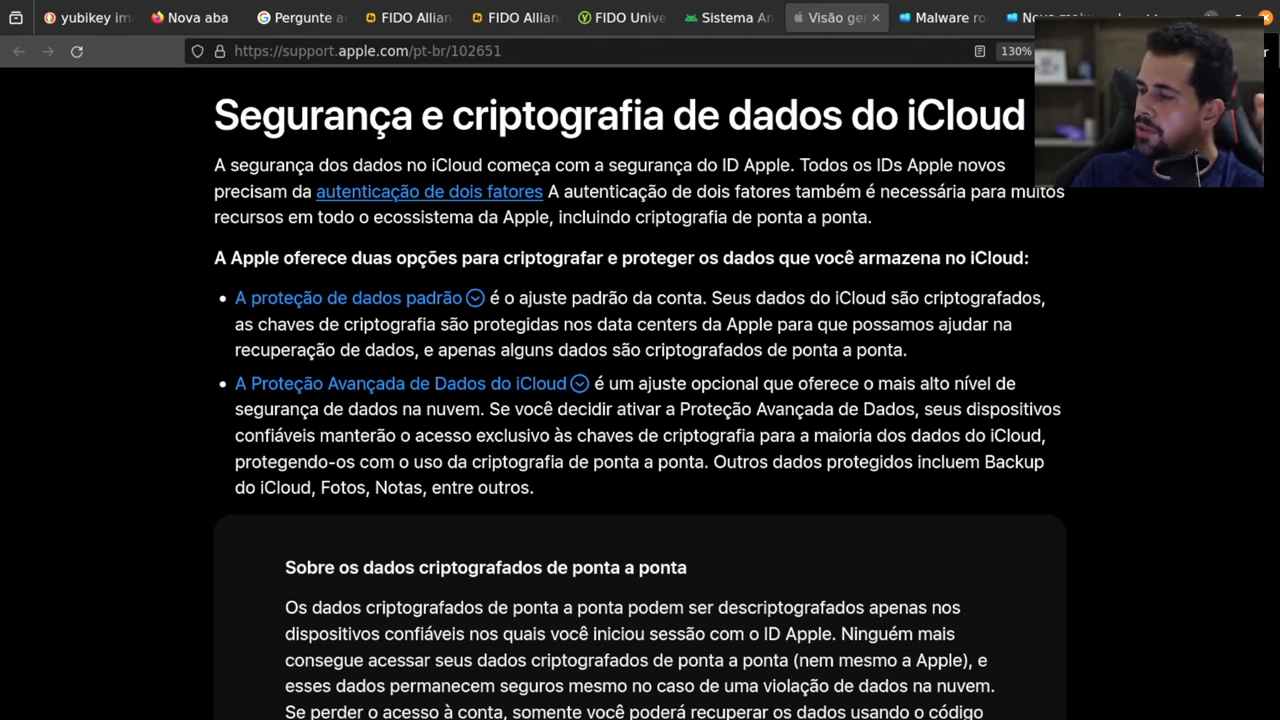 yubikey im
Nova aba
Pergunte a
FIDO Allian
FIDO Allian
FIDO Unive
Sistema An
Visão ger
Malware ro
https://support.apple.com/pt-br/102651
130%
Segurança e criptografia de dados do iCloud
A segurança dos dados no iCloud começa com a segurança do ID Apple. Todos os IDs Apple novos
precisam da autenticação de dois fatores A autenticação de dois fatores também é necessária para muitos
recursos em todo o ecossistema da Apple, incluindo criptografia de ponta a ponta.
A Apple oferece duas opções para criptografar e proteger os dados que você armazena no iCloud:
A proteção de dados padrão é o ajuste padrão da conta. Seus dados do iCloud são criptografados,
as chaves de criptografia são protegidas nos data centers da Apple para que possamos ajudar na
recuperação de dados, e apenas alguns dados são criptografados de ponta a ponta.
A Proteção Avançada de Dados do iCloud é um ajuste opcional que oferece o mais alto nível de
segurança de dados na nuvem. Se você decidir ativar a Proteção Avançada de Dados, seus dispositivos
confiáveis manterão o acesso exclusivo às chaves de criptografia para a maioria dos dados do iCloud,
protegendo-os com o uso da criptografia de ponta a ponta. Outros dados protegidos incluem Backup
do iCloud, Fotos, Notas, entre outros.
Sobre os dados criptografados de ponta a ponta
Os dados criptografados de ponta a ponta podem ser descriptografados apenas nos
dispositivos confiáveis nos quais você iniciou sessão com o ID Apple. Ninguém mais
consegue acessar seus dados criptografados de ponta a ponta (nem mesmo a Apple), e
esses dados permanecem seguros mesmo no caso de uma violação de dados na nuvem.
Se perder o acesso à conta, somente você poderá recuperar os dados usando o código